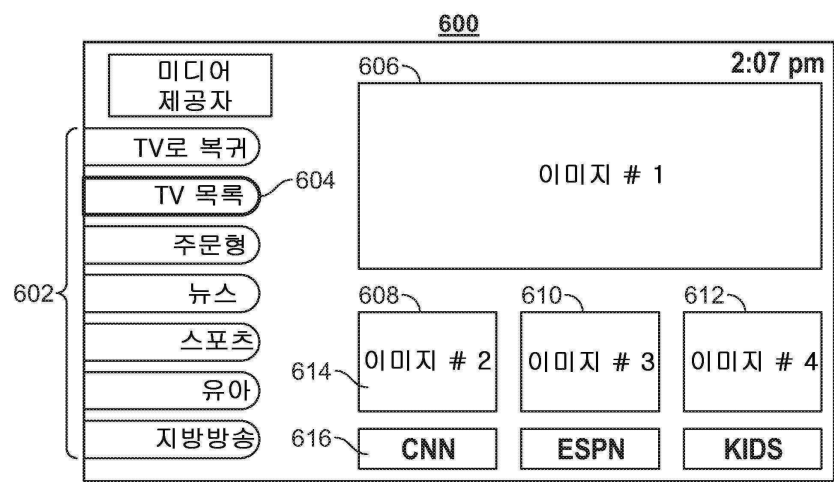 600
미디어
제공자
606
2:07 pm
TV로 복귀
이미지 # 1
TV 목록
604
주문형
602
뉴스
608
610
612
스포츠
이미지 # 2
이미지 # 3
이미지 # 4
614
유아
지방방송
616
CNN
ESPN
KIDS